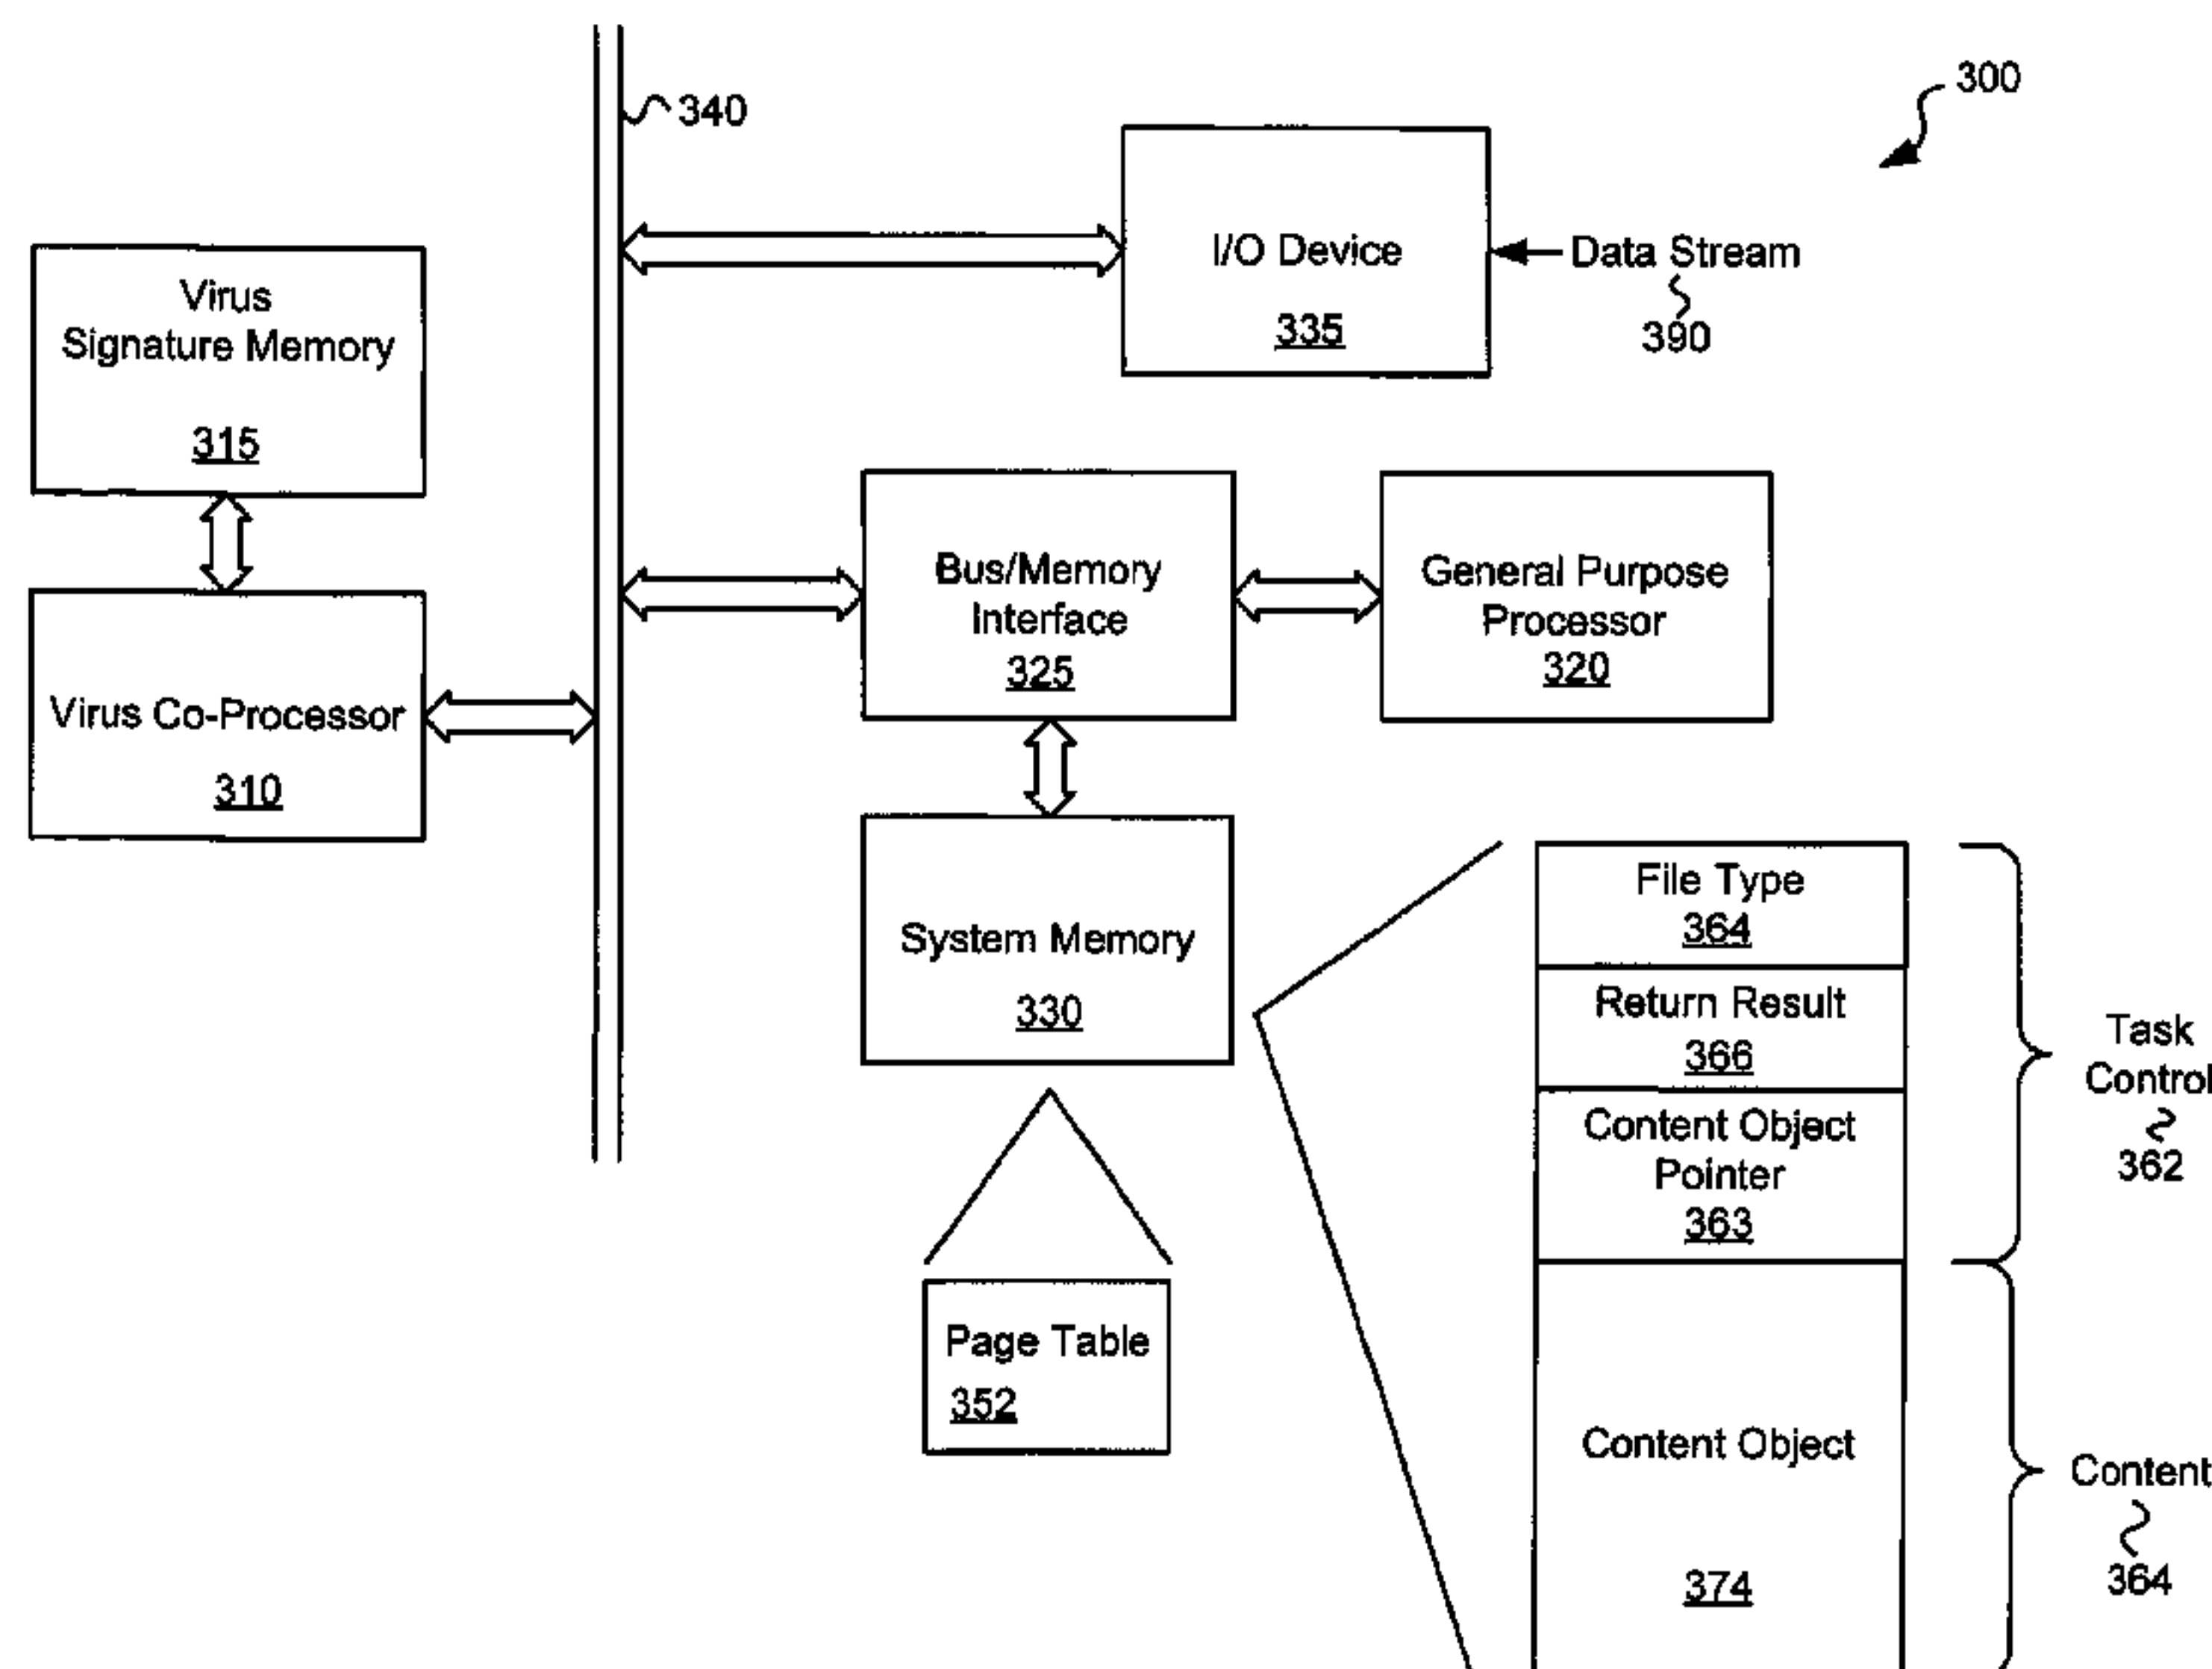 300
340
I/O Device
335
Data Stream
390
Virus
Signature Memory
315
Bus/Memory
Interface
325
General Purpose
Processor
320
Virus Co-Processor
310
System Memory
330
File Type
364
Return Result
366
Content Object
Pointer
363
Task
Control
362
Page Table
352
Content Object
374
Content
364